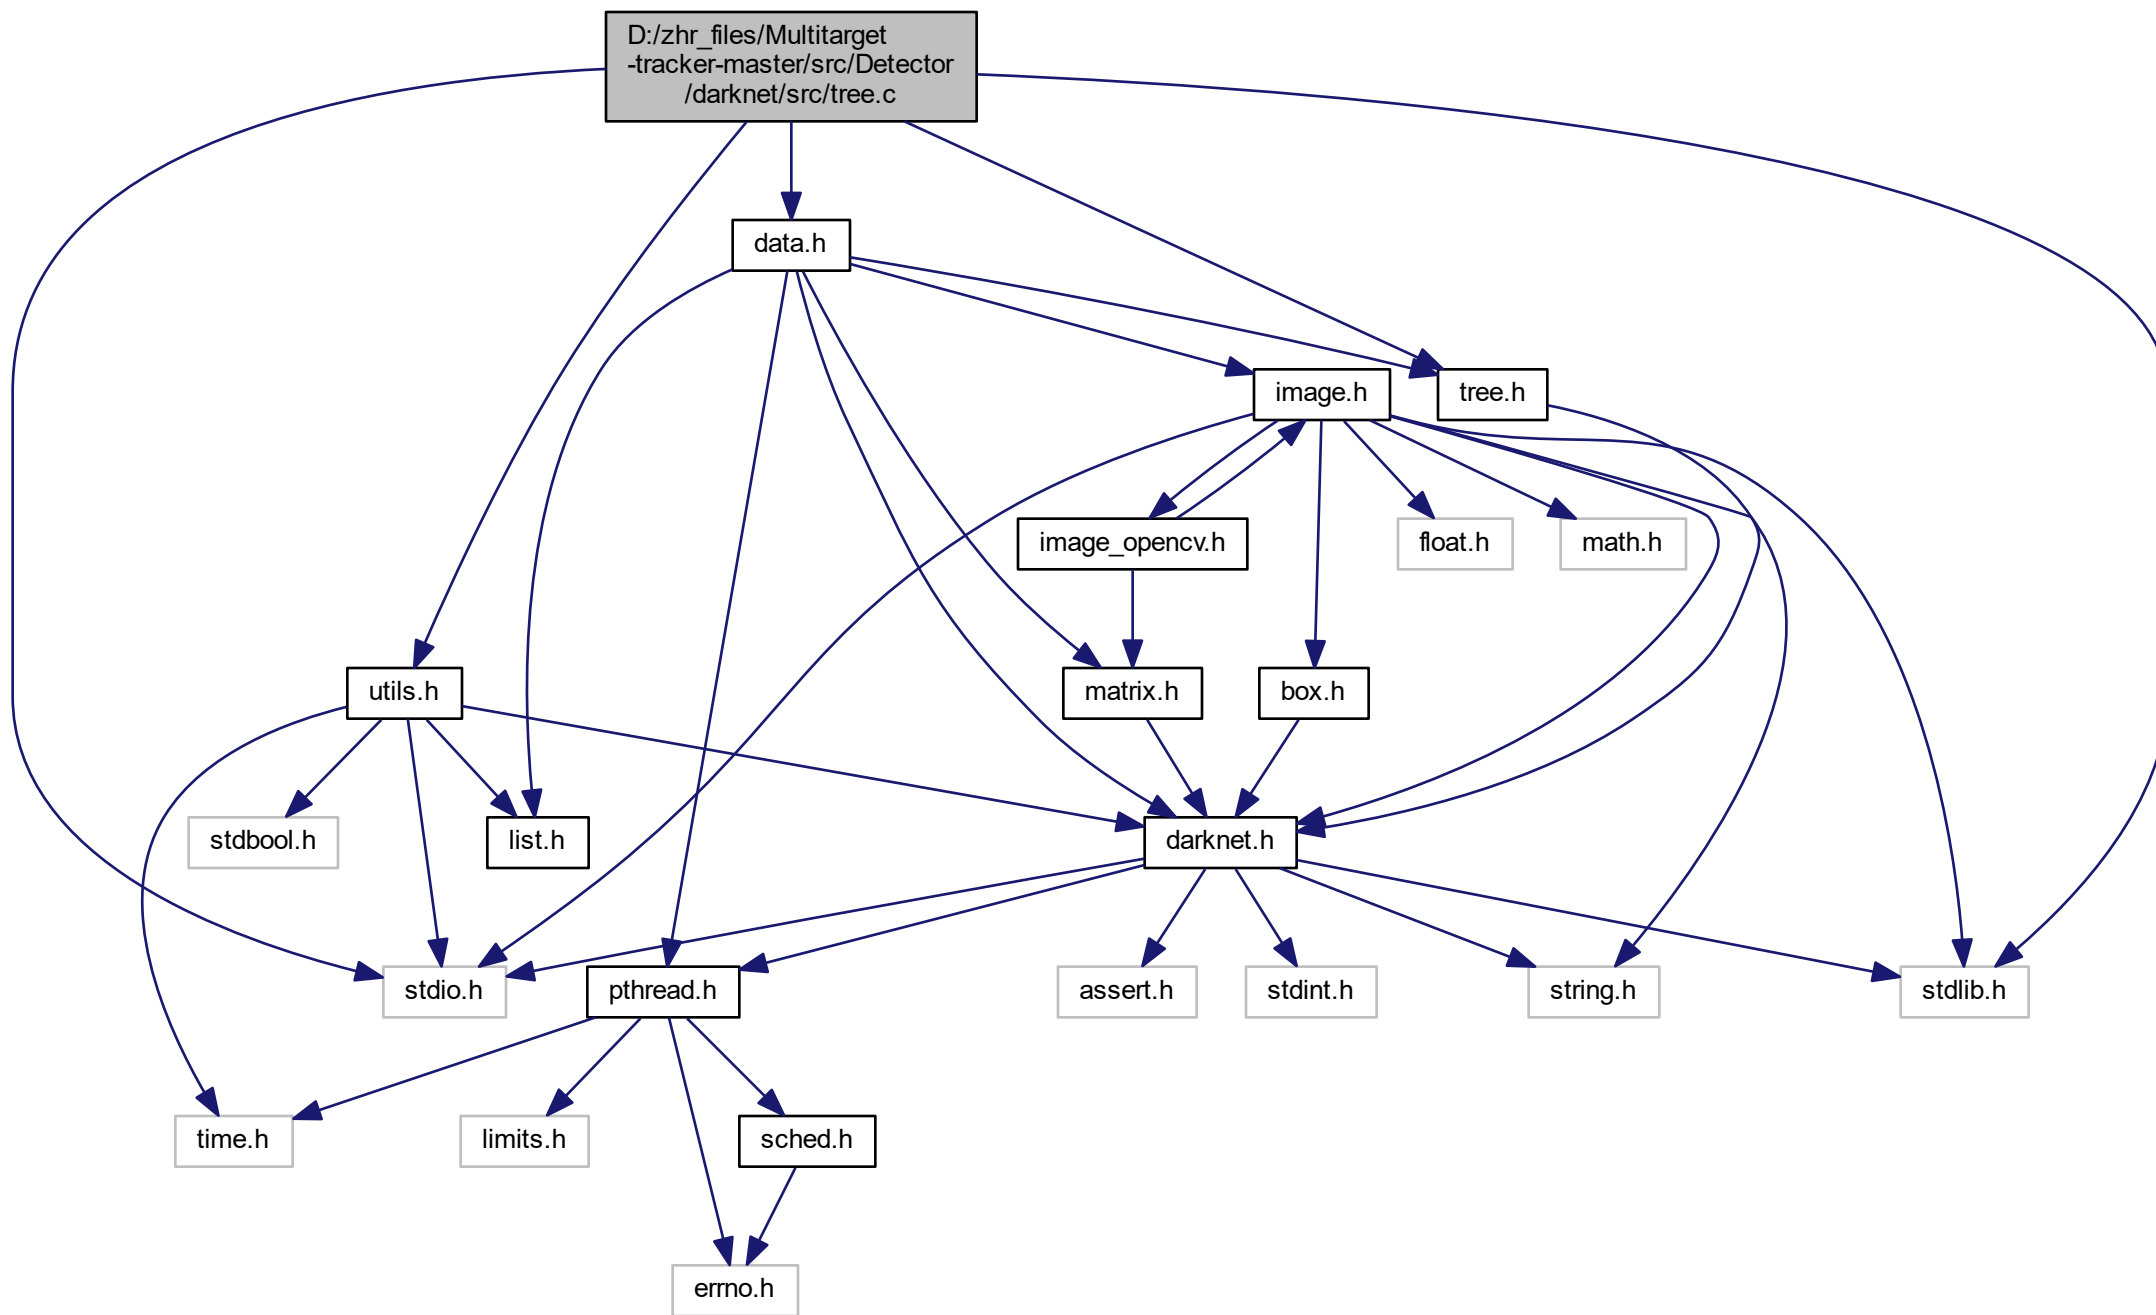 D:/zhr_files/Multitarget
-tracker-master/src/Detector
/darknet/src/tree.c
data.h
image.h
tree.h
image_opencv.h
float.h
math.h
utils.h
matrix.h
box.h
stdbool.h
list.h
darknet.h
stdio.h
pthread.h
assert.h
stdint.h
string.h
stdlib.h
time.h
limits.h
sched.h
errno.h